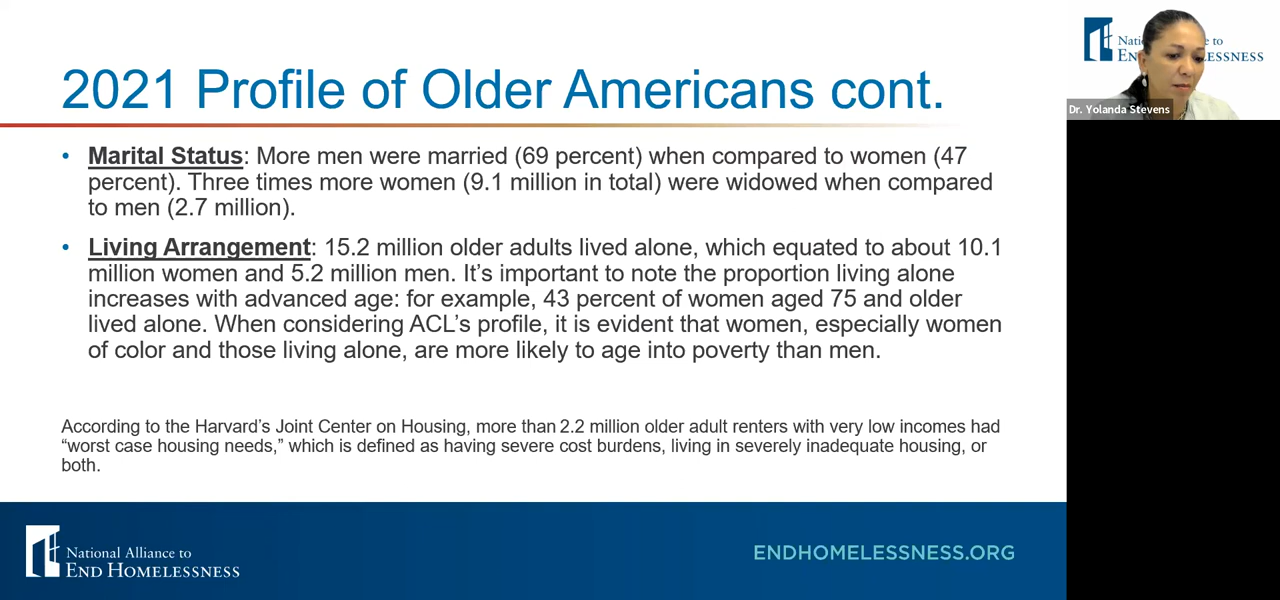 2021 Profile of Older Americans cont.
• Marital Status: More men were married (69 percent) when compared to women (47
percent). Three times more women (9.1 million in total) were widowed when compared
to men (2.7 million).
• Living Arrangement: 15.2 million older adults lived alone, which equated to about 10.1
million women and 5.2 million men. It’s important to note the proportion living alone
increases with advanced age: for example, 43 percent of women aged 75 and older
lived alone. When considering ACL’s profile, it is evident that women, especially women
of color and those living alone, are more likely to age into poverty than men.
According to the Harvard’s Joint Center on Housing, more than 2.2 million older adult renters with very low incomes had
“worst case housing needs,” which is defined as having severe cost burdens, living in severely inadequate housing, or
both.
National Alliance to
END HOMELESSNESS
ENDHOMELESSNESS.ORG
Dr. Yolanda Stevens